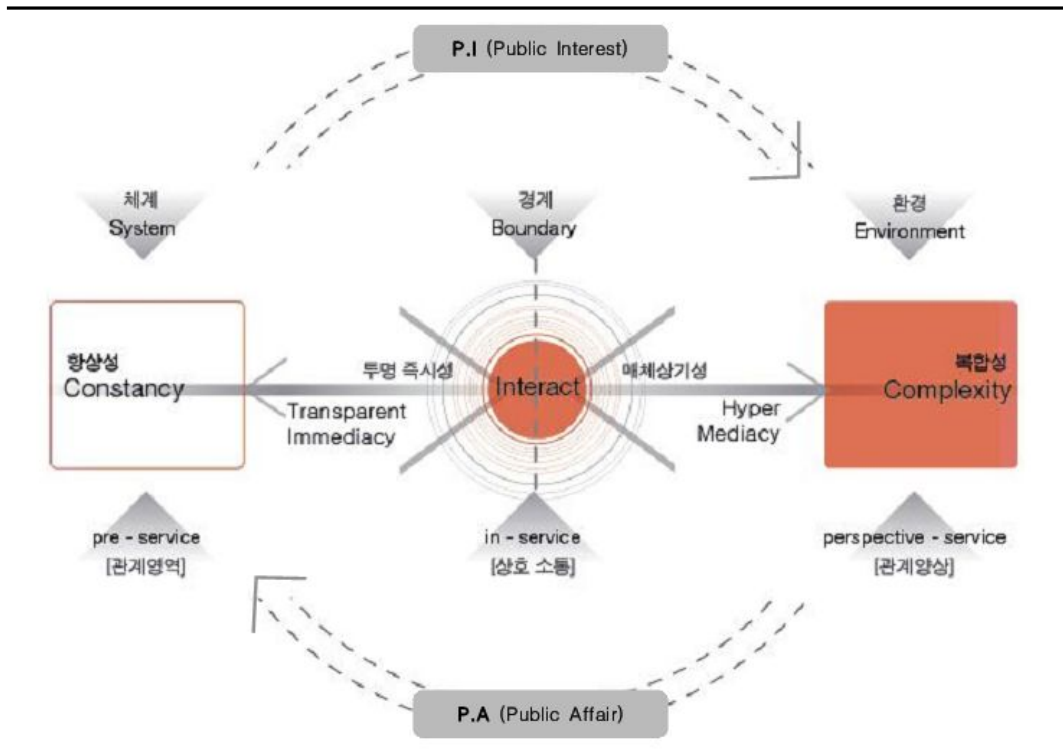 P.I (Public Interest)
체계
System
경계
Boundary
환경
Environment
항상성
Constancy
투명 즉시성
Transparent
Immediacy
Interact
매체상기성
Hyper
Mediacy
복합성
Complexity
pre - service
[관계영역]
in - service
[상호 소통]
perspective - service
[관계양상]
P.A (Public Affair)